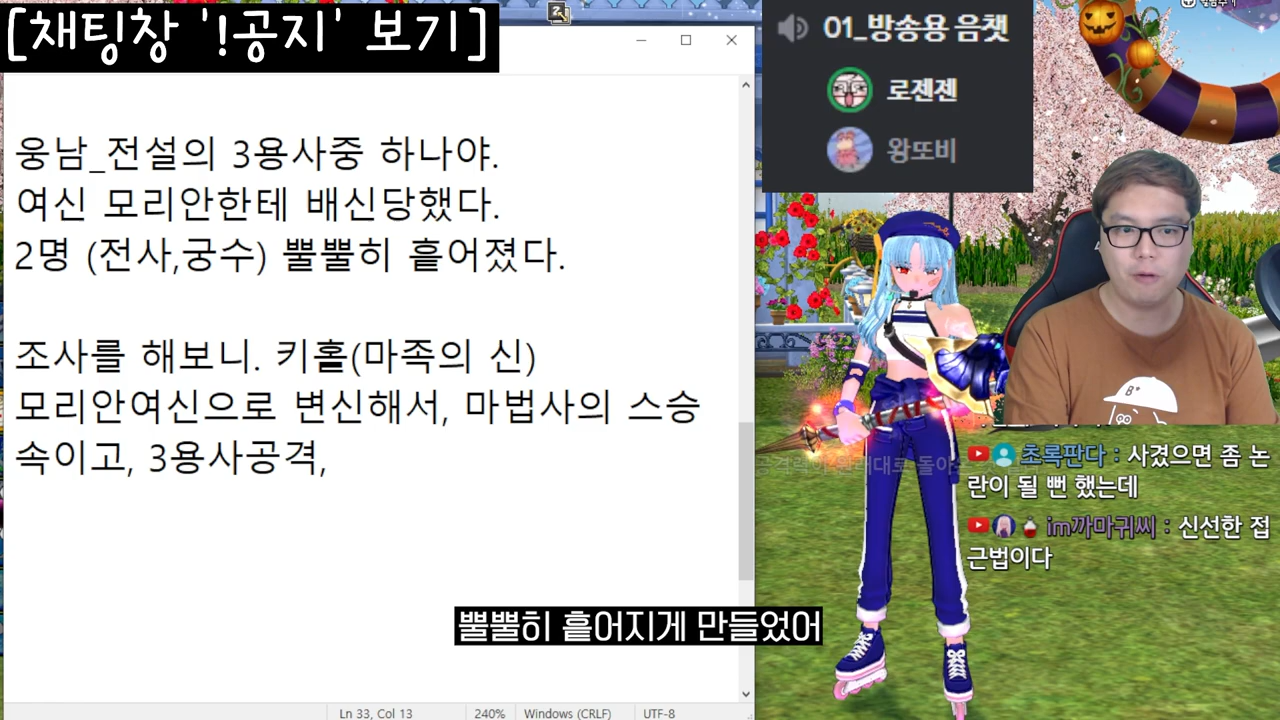 [채팅창 '!공지' 보기]
01_방송용 음챗
로젠젠
왕또비
웅남_전설의 3용사중 하나야.
여신 모리안한테 배신당했다.
2명 (전사,궁수) 뿔뿔히 흩어졌다.
조사를 해보니. 키홀(마족의 신)
모리안여신으로 변신해서, 마법사의 스승
속이고, 3용사공격,
초록판다 : 사겼으면 좀 논
란이 될 뻔 했는데
im까마귀씨 : 신선한 접
근법이다
뿔뿔히 흩어지게 만들었어
Ln 33, Col 13
240%
Windows (CRLF)
UTF-8